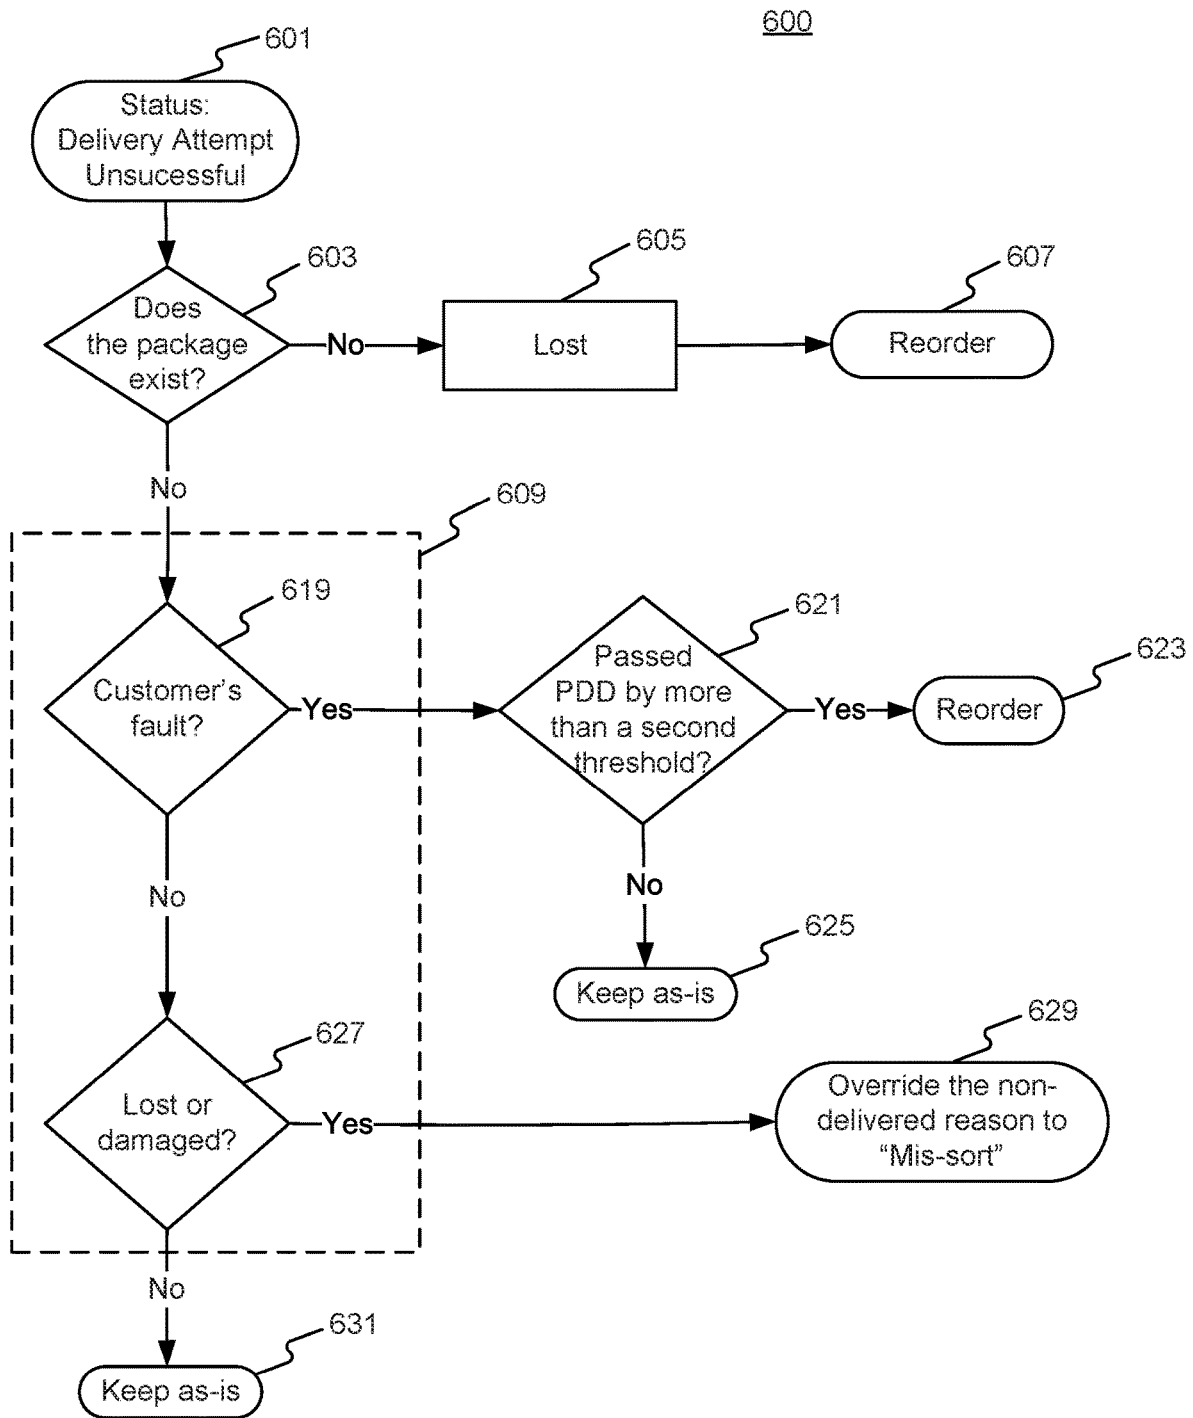 600
601
Status:
Delivery Attempt
Unsucessful
603
Does
the package
exist?
No
605
Lost
607
Reorder
No
609
619
Customer's
fault?
Yes
621
Passed
PDD by more
than a second
threshold?
Yes
623
Reorder
No
No
625
Keep as-is
627
Lost or
damaged?
Yes
629
Override the non-
delivered reason to
“Mis-sort”
No
631
Keep as-is